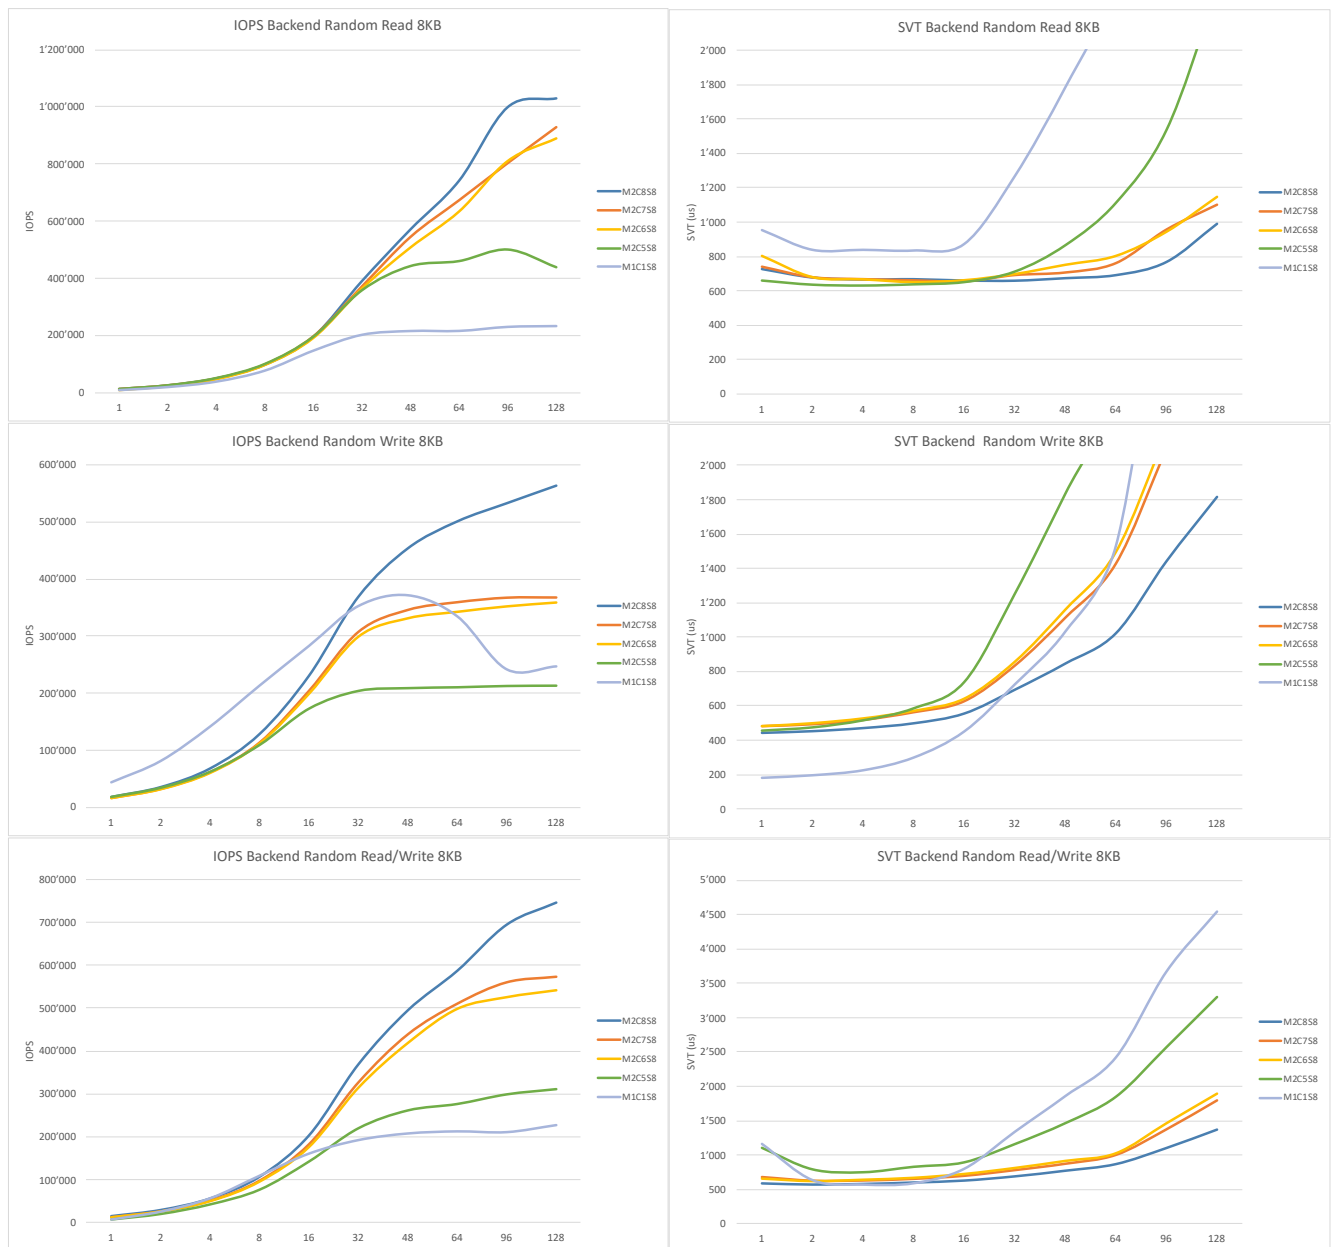 IOPS Backend Random Read 8KB
1'200'000
1'000'000
800'000
600'000
400'000
200'000
0
IOPS
1 2 4 8 16 32 48 64 96 128
M2C8S8
M2C7S8
M2C6S8
M2C5S8
M1C1S8
SVT Backend Random Read 8KB
2'000
1'800
1'600
1'400
1'200
1'000
800
600
400
200
0
SVT (us)
1 2 4 8 16 32 48 64 96 128
M2C8S8
M2C7S8
M2C6S8
M2C5S8
M1C1S8
IOPS Backend Random Write 8KB
600'000
500'000
400'000
300'000
200'000
100'000
0
IOPS
1 2 4 8 16 32 48 64 96 128
M2C8S8
M2C7S8
M2C6S8
M2C5S8
M1C1S8
SVT Backend  Random Write 8KB
2'000
1'800
1'600
1'400
1'200
1'000
800
600
400
200
0
SVT (us)
1 2 4 8 16 32 48 64 96 128
M2C8S8
M2C7S8
M2C6S8
M2C5S8
M1C1S8
IOPS Backend Random Read/Write 8KB
800'000
700'000
600'000
500'000
400'000
300'000
200'000
100'000
0
IOPS
1 2 4 8 16 32 48 64 96 128
M2C8S8
M2C7S8
M2C6S8
M2C5S8
M1C1S8
SVT Backend Random Read/Write 8KB
5'000
4'500
4'000
3'500
3'000
2'500
2'000
1'500
1'000
500
0
SVT (us)
1 2 4 8 16 32 48 64 96 128
M2C8S8
M2C7S8
M2C6S8
M2C5S8
M1C1S8